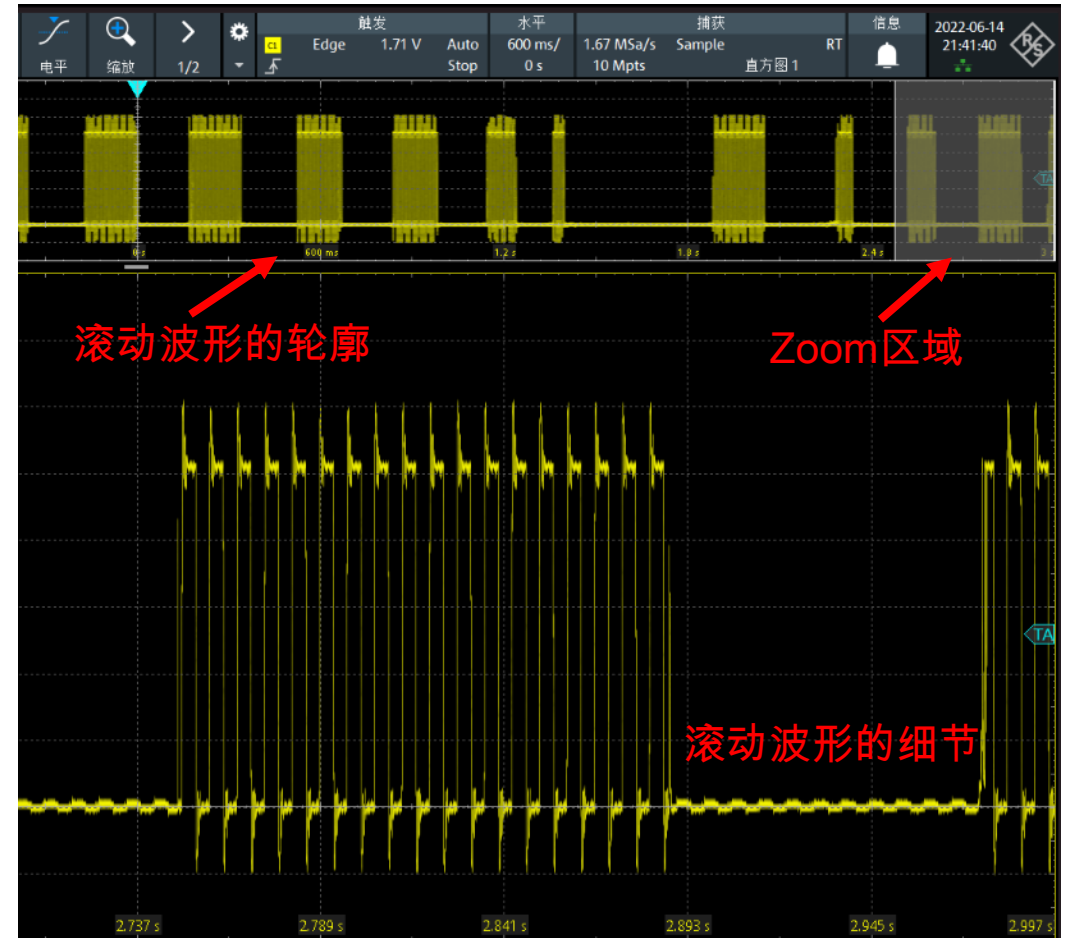 触发
水平
捕获
信息
2022-06-14
21:41:40
C1
Edge
1.71 V
Auto
600 ms/
1.67 MSa/s
Sample
RT
电平
缩放
1/2
Stop
0 s
10 Mpts
直方图 1
R&S
TA
0 s
600 ms
1.2 s
1.8 s
2.4 s
3 s
滚动波形的轮廓
Zoom区域
TA
滚动波形的细节
2.737 s
2.789 s
2.841 s
2.893 s
2.945 s
2.997 s